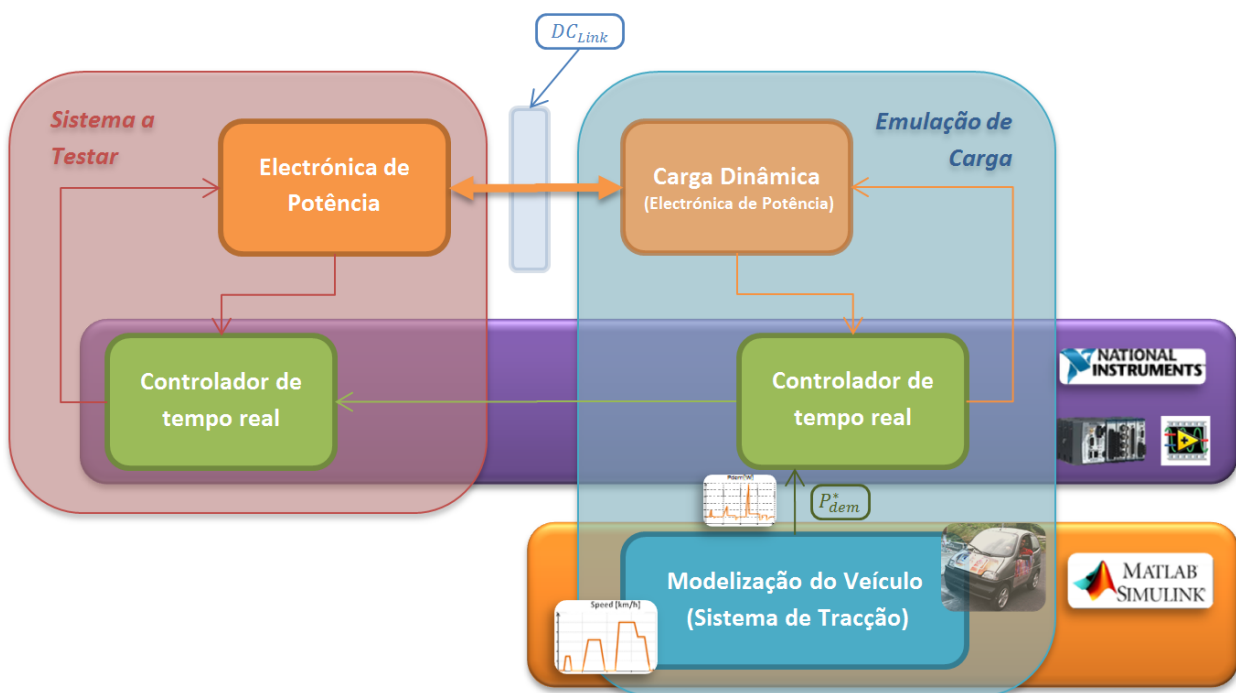 DC_Link
Sistema a
Testar
Electrónica de
Potência
Carga Dinâmica
(Electrónica de Potência)
Emulação de
Carga
Controlador de
tempo real
Controlador de
tempo real
NATIONAL
INSTRUMENTS
P*dem
Modelização do Veículo
(Sistema de Tracção)
Speed [km/h]
MATLAB
SIMULINK